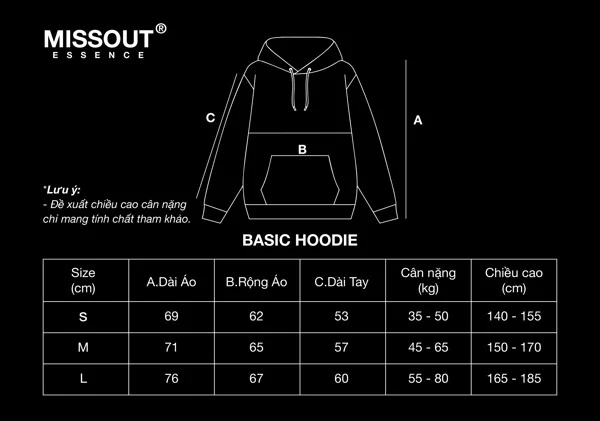 MISSOUT®
ESSENCE
C
A
B
*Lưu ý:
- Đề xuất chiều cao cân nặng
chỉ mang tính chất tham khảo.
BASIC HOODIE
Size (cm) A.Dài Áo B.Rộng Áo C.Dài Tay Cân nặng (kg) Chiều cao (cm)
S 69 62 53 35 - 50 140 - 155
M 71 65 57 45 - 65 150 - 170
L 76 67 60 55 - 80 165 - 185